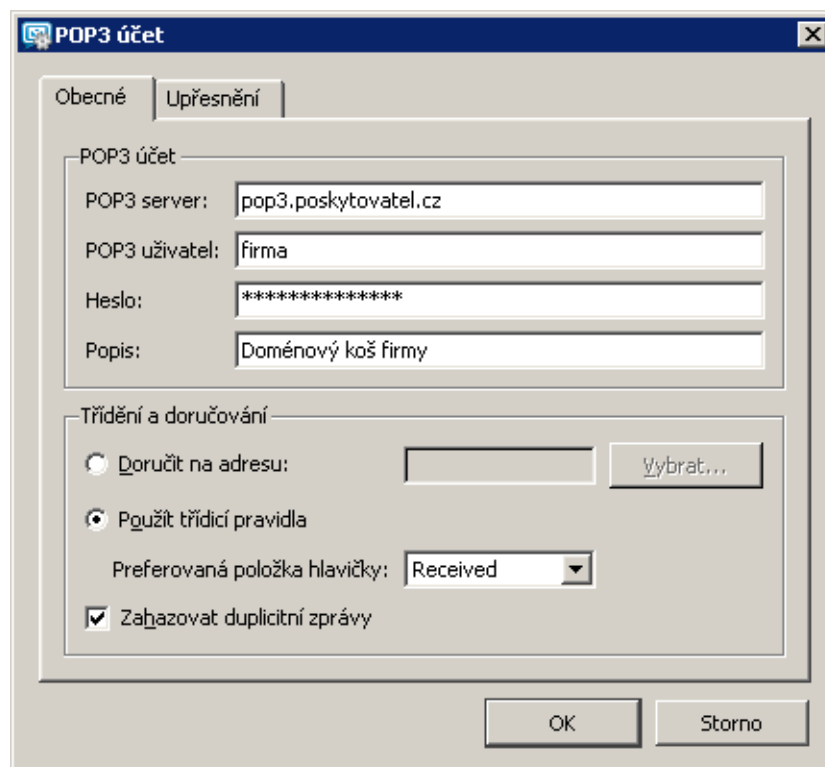 POP3 účet
Obecné Upřesnění
POP3 účet
POP3 server: pop3.poskytovatel.cz
POP3 uživatel: firma
Heslo: **************
Popis: Doménový koš firmy
Třídění a doručování
Doručit na adresu: Vybrat...
Použít třídicí pravidla
Preferovaná položka hlavičky: Received
Zahazovat duplicitní zprávy
OK Storno